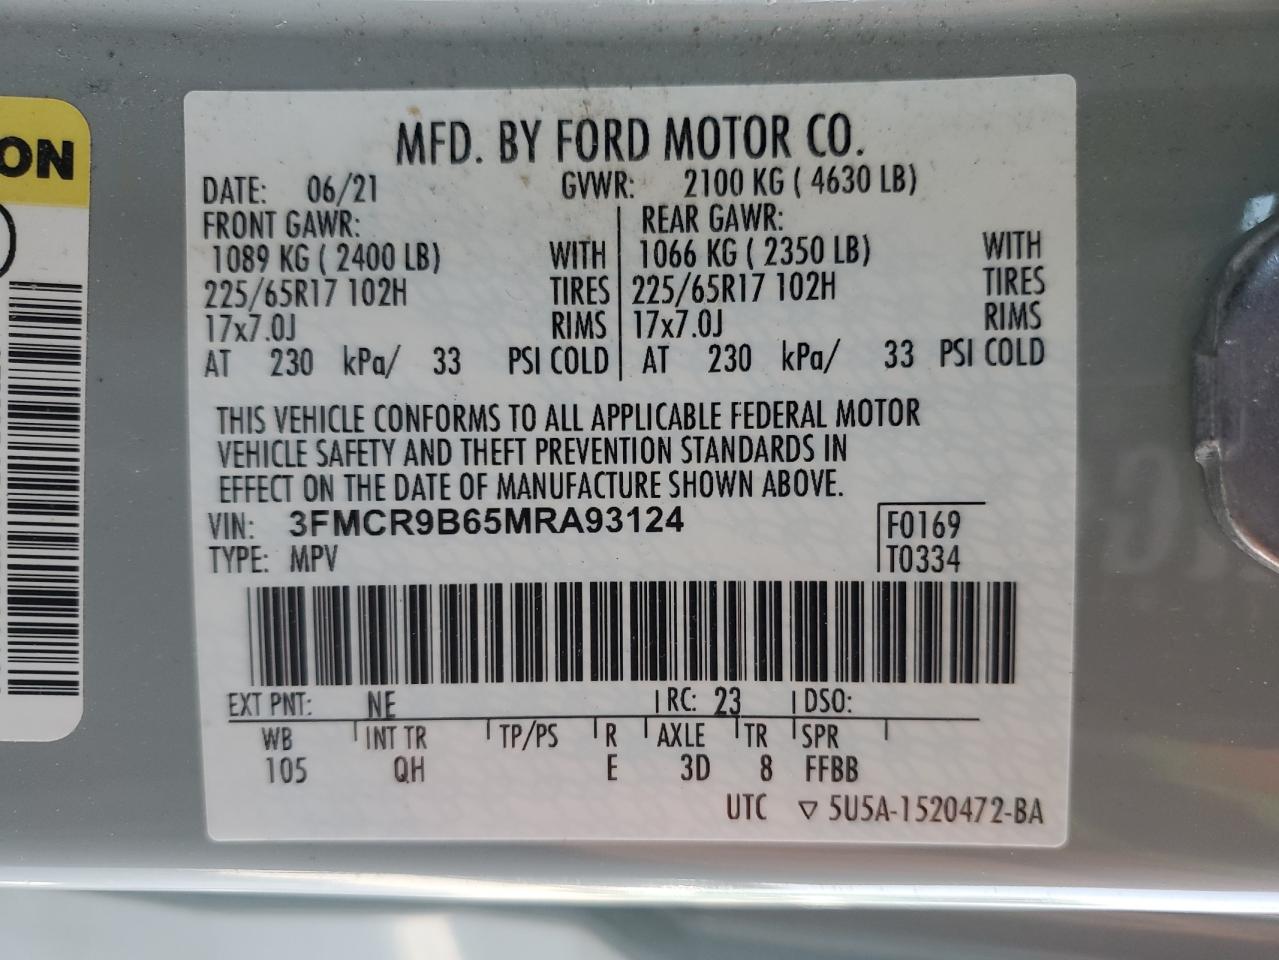 ON
MFD. BY FORD MOTOR CO.
DATE: 06/21 GVWR: 2100 KG ( 4630 LB)
FRONT GAWR: REAR GAWR:
1089 KG ( 2400 LB) WITH 1066 KG ( 2350 LB) WITH
225/65R17 102H TIRES 225/65R17 102H TIRES
17x7.0J RIMS 17x7.0J RIMS
AT 230 kPa/ 33 PSI COLD AT 230 kPa/ 33 PSI COLD
THIS VEHICLE CONFORMS TO ALL APPLICABLE FEDERAL MOTOR
VEHICLE SAFETY AND THEFT PREVENTION STANDARDS IN
EFFECT ON THE DATE OF MANUFACTURE SHOWN ABOVE.
VIN: 3FMCR9B65MRA93124 F0169
TYPE: MPV T0334
EXT PNT: NE RC: 23 DSO:
WB INT TR TP/PS R AXLE TR SPR
105 QH E 3D 8 FFBB
UTC ▽ 5U5A-1520472-BA